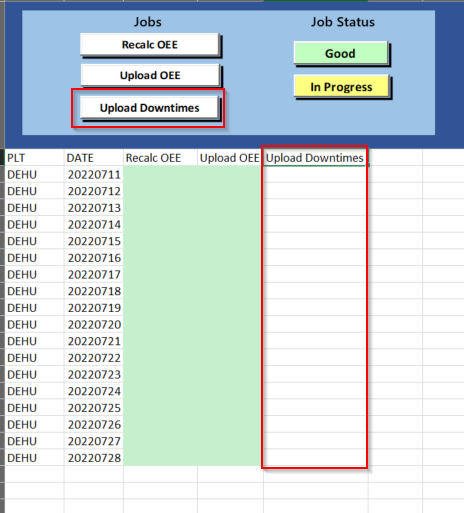 Jobs Job Status
Recalc OEE
Good
Upload OEE
In Progress
Upload Downtimes
PLT DATE Recalc OEE Upload OEE Upload Downtimes
DEHU 20220711
DEHU 20220712
DEHU 20220713
DEHU 20220714
DEHU 20220715
DEHU 20220716
DEHU 20220717
DEHU 20220718
DEHU 20220719
DEHU 20220720
DEHU 20220721
DEHU 20220722
DEHU 20220723
DEHU 20220724
DEHU 20220725
DEHU 20220726
DEHU 20220727
DEHU 20220728